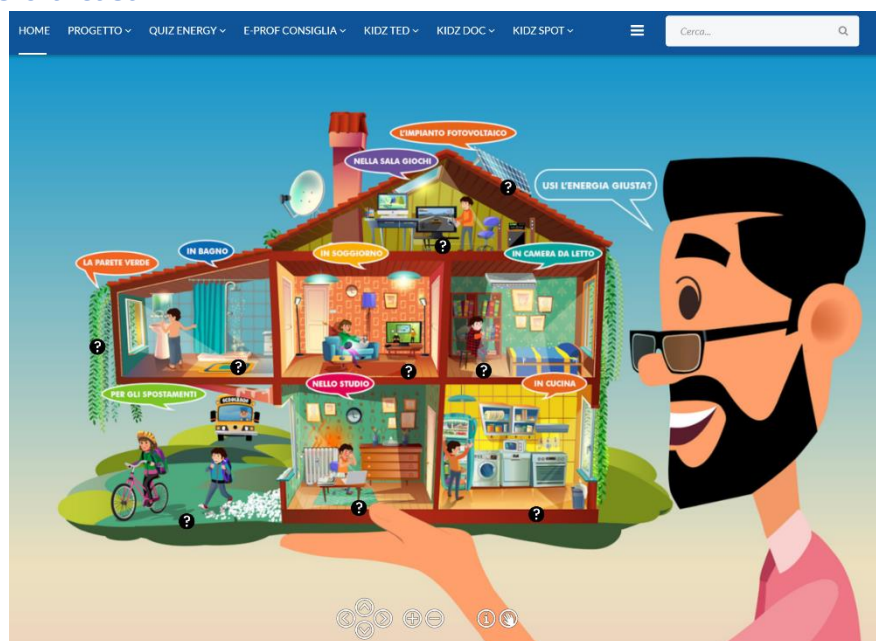 HOME PROGETTO QUIZ ENERGY E-PROF CONSIGLIA KIDZ TED KIDZ DOC KIDZ SPOT Cerca...
L'IMPIANTO FOTOVOLTAICO
NELLA SALA GIOCHI
USI L'ENERGIA GIUSTA?
IN BAGNO
IN SOGGIORNO
IN CAMERA DA LETTO
LA PARETE VERDE
NELLO STUDIO
IN CUCINA
PER GLI SPOSTAMENTI